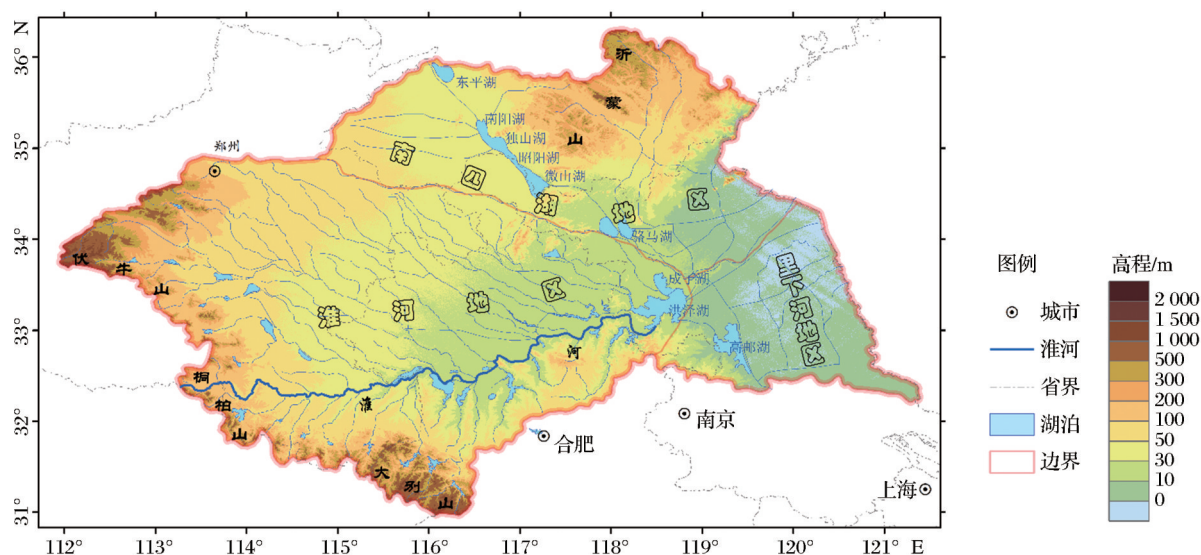 36° N
35°
34°
33°
32°
31°
112°
113°
114°
115°
116°
117°
118°
119°
120°
121° E
沂蒙山
东平湖
南阳湖
独山湖
昭阳湖
微山湖
郑州
南四湖地区
骆马湖
伏牛山
成子湖
洪泽湖
里下河地区
淮河地区
高邮湖
淮河
桐柏山
大别山
合肥
南京
上海
图例
城市
淮河
省界
湖泊
边界
高程/m
2 000
1 500
1 000
500
300
200
100
50
30
10
0